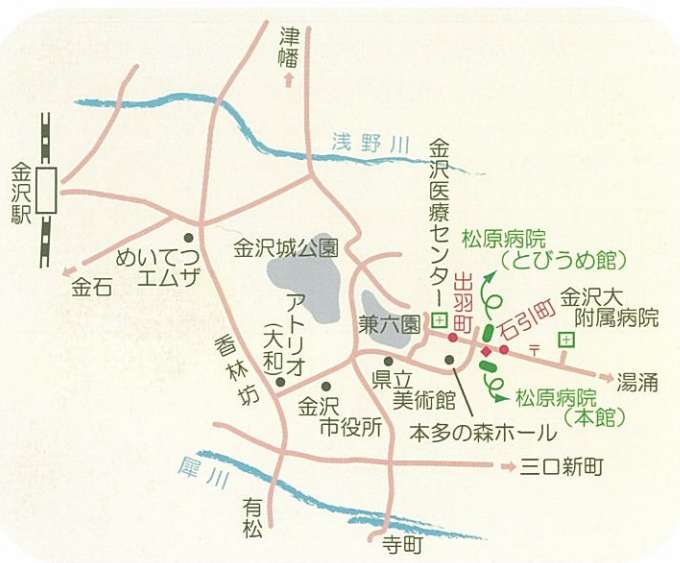 津幡
浅野川
金沢駅
金沢医療センター
松原病院
(とびうめ館)
金沢城公園
めいてつ
エムザ
金石
出羽町
石引町
金沢大
附属病院
アトリオ
(大和)
兼六園
〒
香林坊
県立
美術館
湯涌
金沢
市役所
松原病院
(本館)
本多の森ホール
犀川
三口新町
有松
寺町